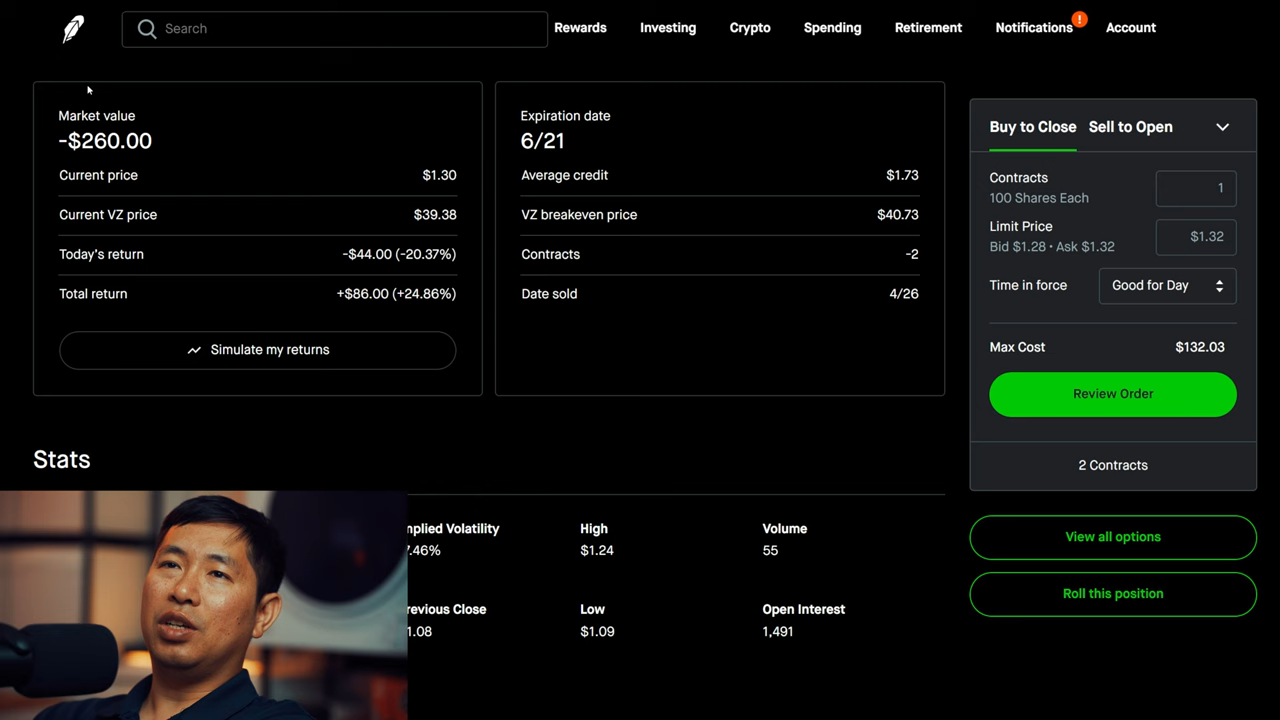 Search
Rewards
Investing
Crypto
Spending
Retirement
Notifications
!
Account
Market value
-$260.00
Current price $1.30
Current VZ price $39.38
Today's return -$44.00 (-20.37%)
Total return +$86.00 (+24.86%)
Simulate my returns
Expiration date
6/21
Average credit $1.73
VZ breakeven price $40.73
Contracts -2
Date sold 4/26
Buy to Close Sell to Open
Contracts 1
100 Shares Each
Limit Price
Bid $1.28 • Ask $1.32 $1.32
Time in force Good for Day
Max Cost $132.03
Review Order
2 Contracts
View all options
Roll this position
Stats
Volatility High Volume
$1.24 55
Close Low Open Interest
$1.09 1,491